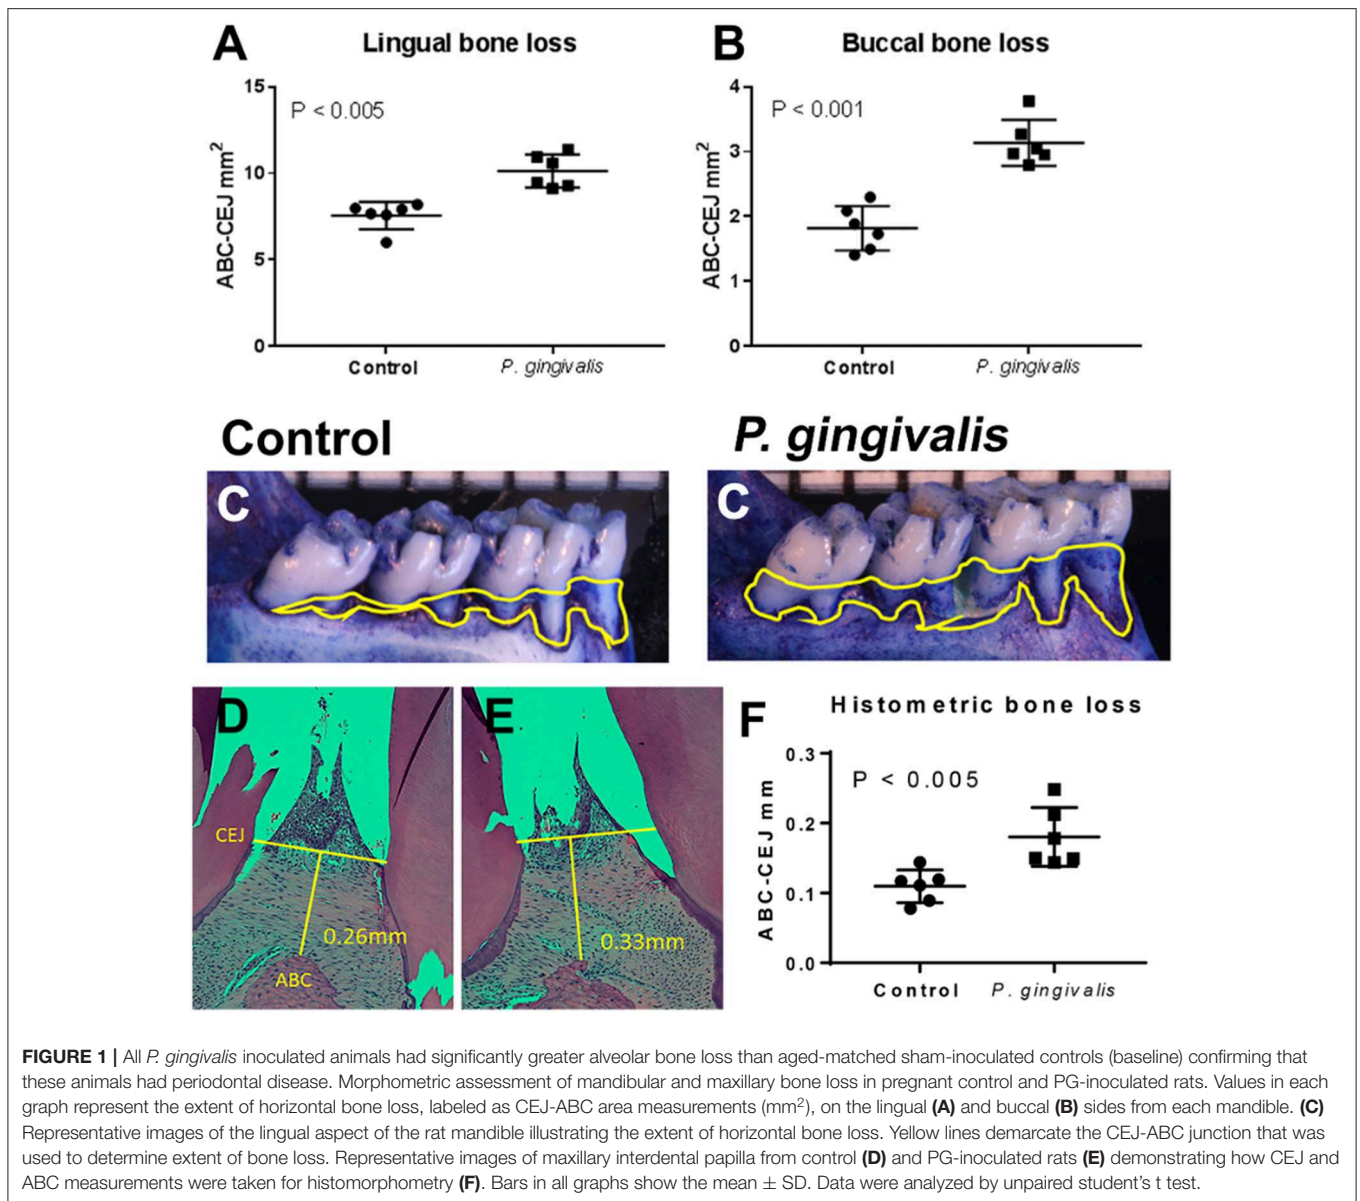 A
Lingual bone loss
15
10
5
0
ABC-CEJ mm²
P < 0.005
Control
P. gingivalis
B
Buccal bone loss
4
3
2
1
0
ABC-CEJ mm²
P < 0.001
Control
P. gingivalis
Control
P. gingivalis
C
C
D
CEJ
0.26mm
ABC
E
0.33mm
F
Histometric bone loss
0.3
0.2
0.1
0.0
ABC-CEJ mm
P < 0.005
Control
P. gingivalis
FIGURE 1 | All P. gingivalis inoculated animals had significantly greater alveolar bone loss than aged-matched sham-inoculated controls (baseline) confirming that
these animals had periodontal disease. Morphometric assessment of mandibular and maxillary bone loss in pregnant control and PG-inoculated rats. Values in each
graph represent the extent of horizontal bone loss, labeled as CEJ-ABC area measurements (mm²), on the lingual (A) and buccal (B) sides from each mandible. (C)
Representative images of the lingual aspect of the rat mandible illustrating the extent of horizontal bone loss. Yellow lines demarcate the CEJ-ABC junction that was
used to determine extent of bone loss. Representative images of maxillary interdental papilla from control (D) and PG-inoculated rats (E) demonstrating how CEJ and
ABC measurements were taken for histomorphometry (F). Bars in all graphs show the mean ± SD. Data were analyzed by unpaired student's t test.